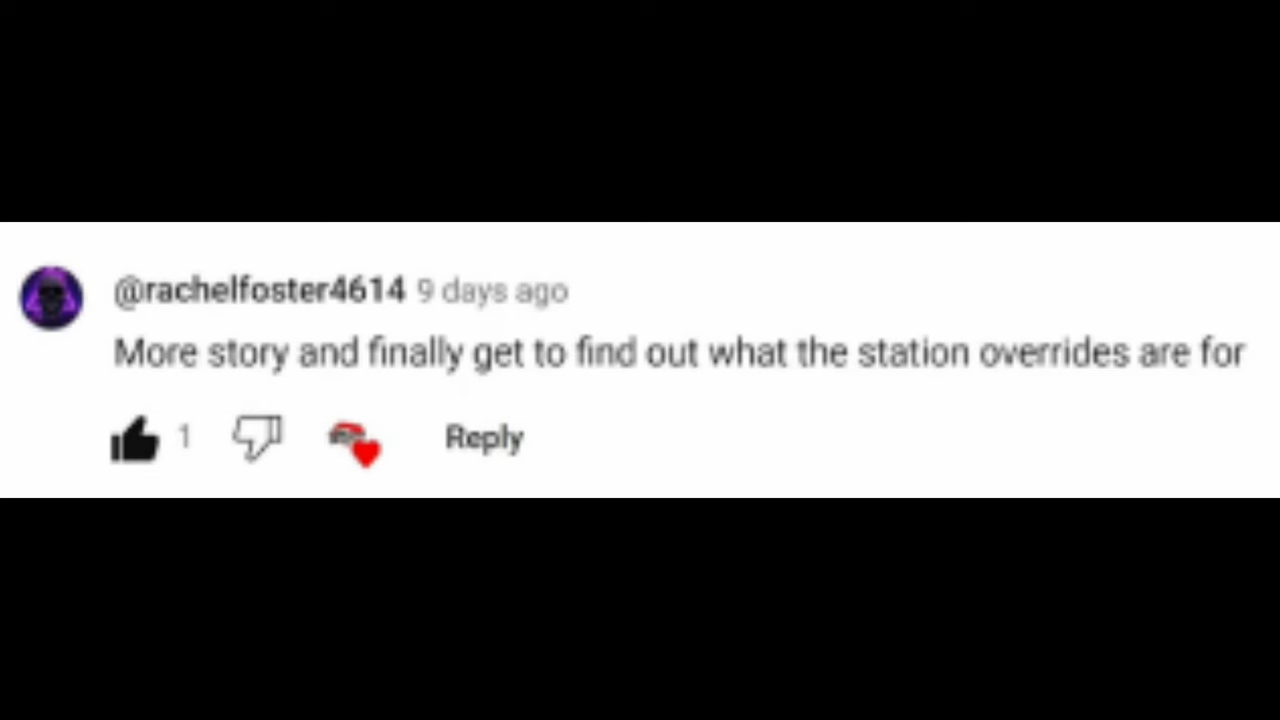 @rachelfoster4614 9 days ago
More story and finally get to find out what the station overrides are for
1 Reply